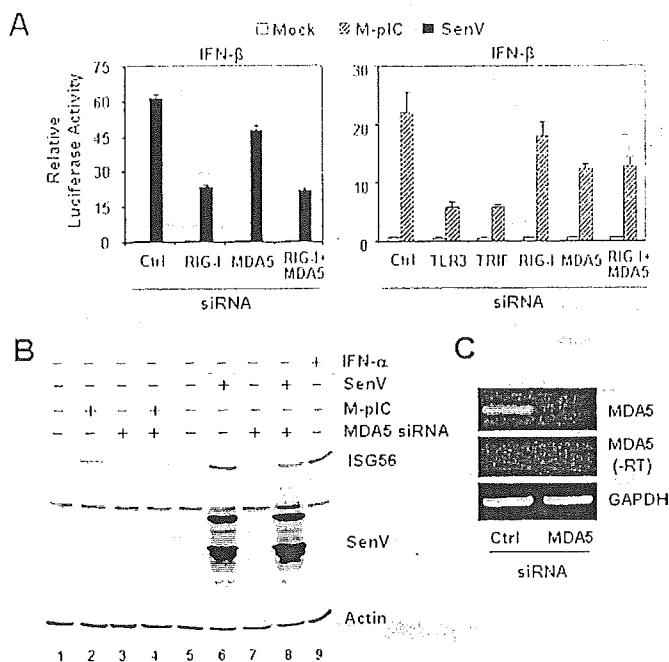 A
□ Mock ▨ M-pIC ■ SenV
IFN-β
75
60
45
30
15
0
Relative
Luciferase Activity
Ctrl RIG-I MDA5 RIG-I+
MDA5
siRNA
IFN-β
30
20
10
0
Ctrl TLR3 TRIF RIG-I MDA5 RIG-I+
MDA5
siRNA
B
- - - - - - - - + IFN-α
- - - - - + - + - SenV
- + - + - - - - - M-pIC
- - + + - - + + - MDA5 siRNA
ISG56
SenV
Actin
1 2 3 4 5 6 7 8 9
C
MDA5
MDA5
(-RT)
GAPDH
Ctrl MDA5
siRNA